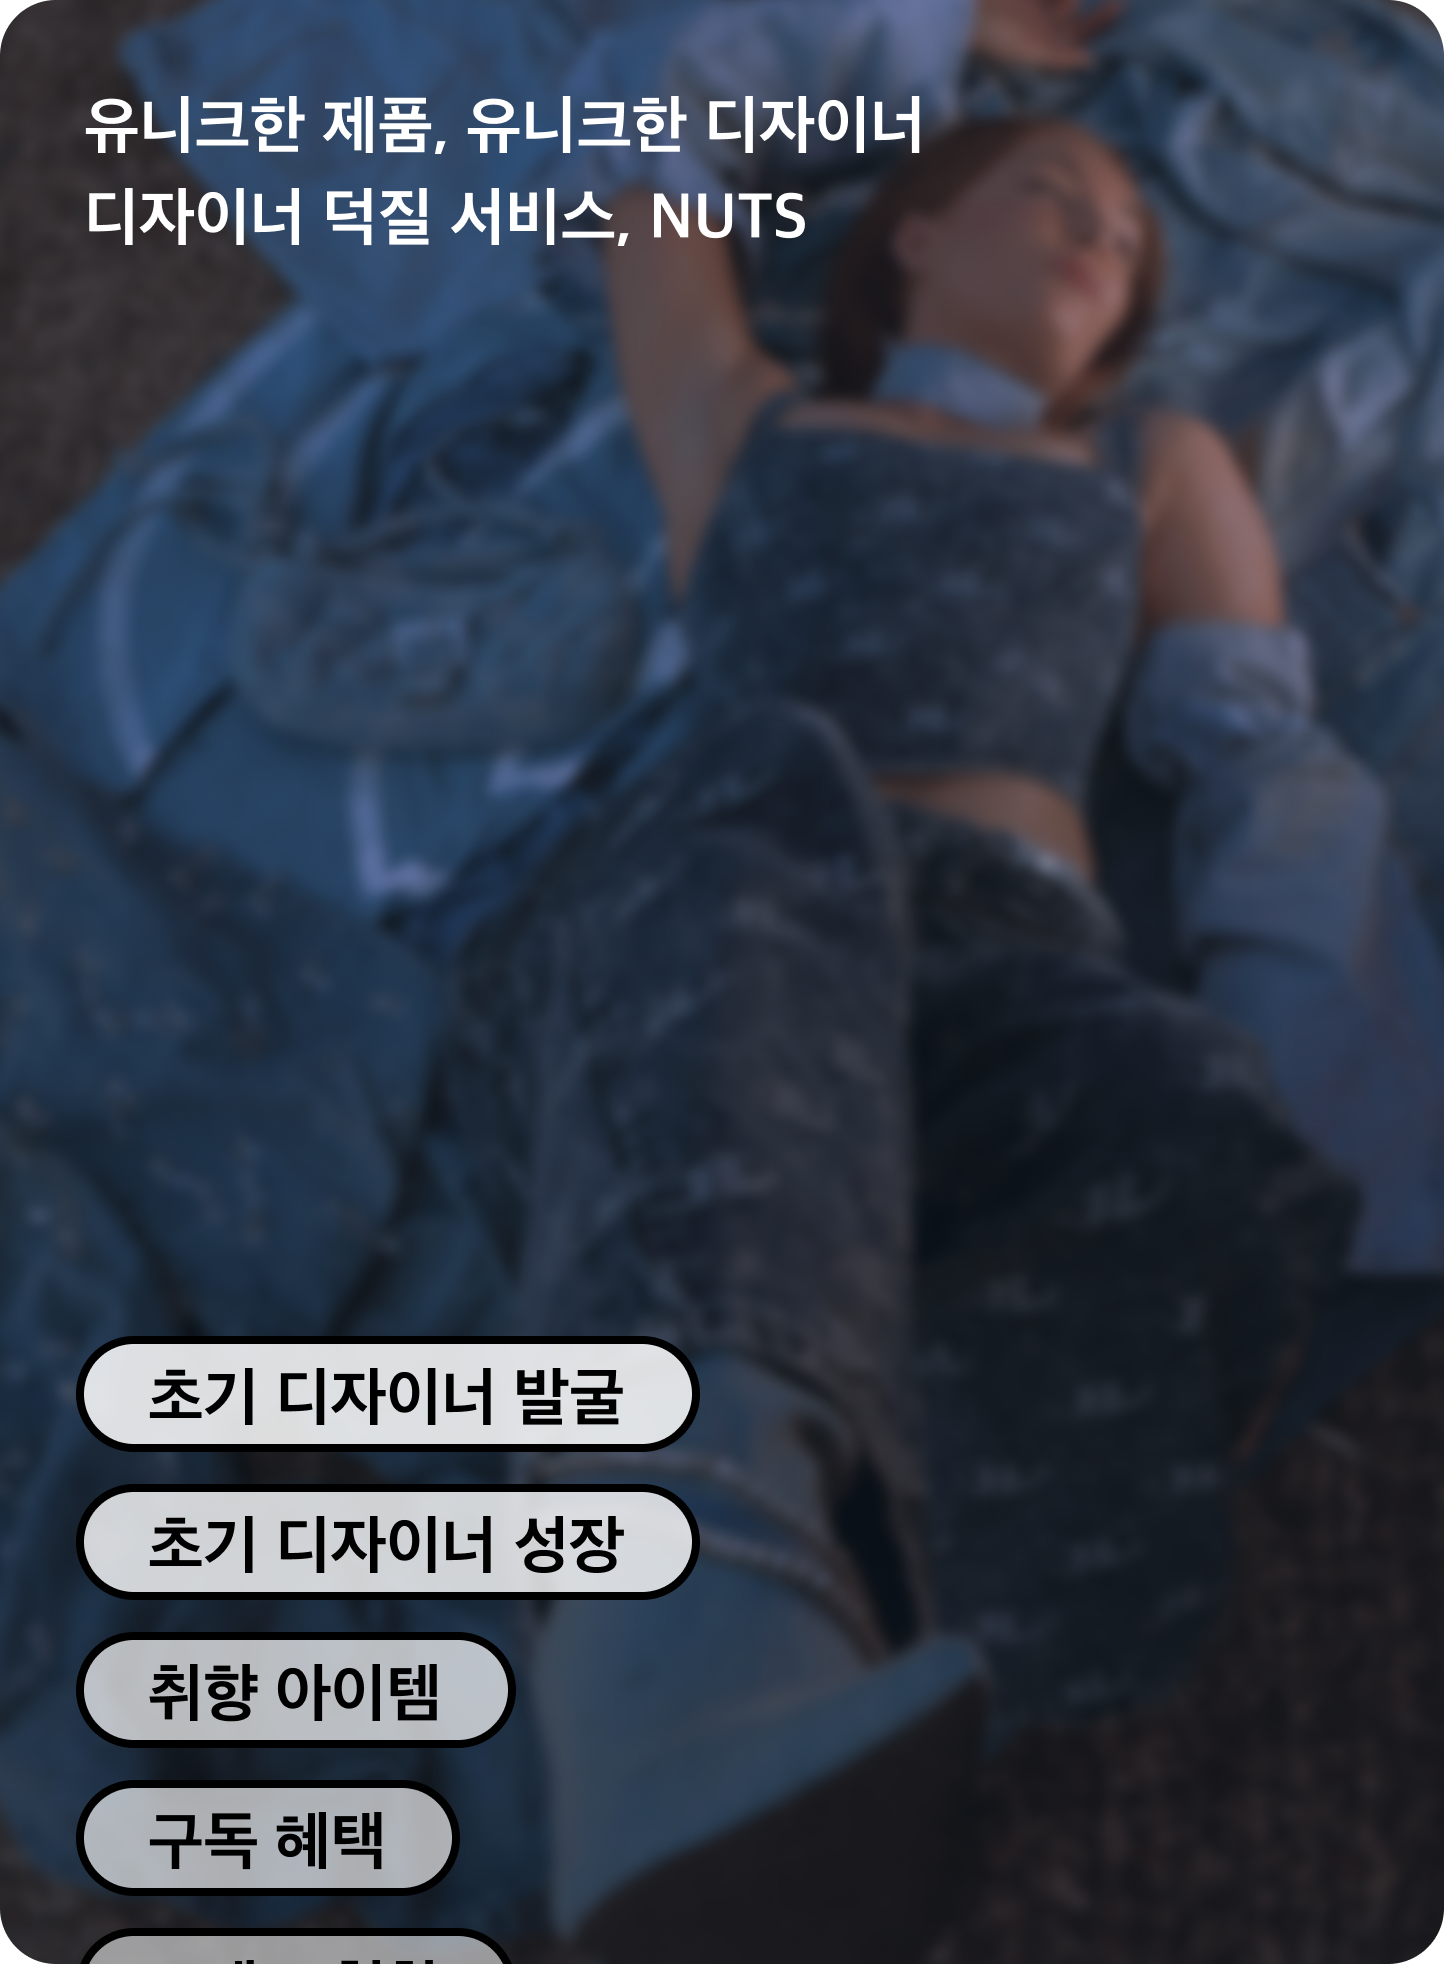 유니크한 제품, 유니크한 디자이너
디자이너 덕질 서비스, NUTS
초기 디자이너 발굴
초기 디자이너 성장
취향 아이템
구독 혜택